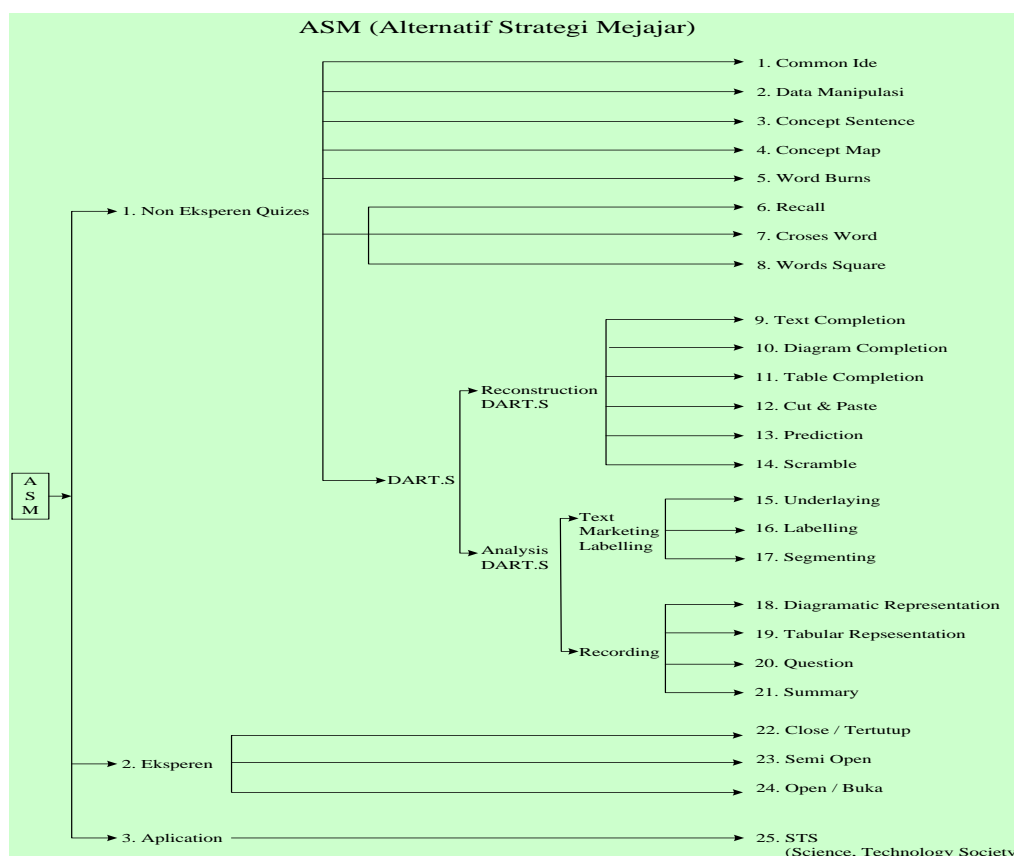 ASM (Alternatif Strategi Mejajar)
1. Common Ide
2. Data Manipulasi
3. Concept Sentence
4. Concept Map
5. Word Burns
1. Non Eksperen Quizes
6. Recall
7. Croses Word
8. Words Square
9. Text Completion
10. Diagram Completion
11. Table Completion
Reconstruction
DART.S
12. Cut & Paste
13. Prediction
14. Scramble
A
S
M
DART.S
15. Underlaying
16. Labelling
17. Segmenting
Text
Marketing
Labelling
Analysis
DART.S
18. Diagramatic Representation
19. Tabular Repsesentation
20. Question
21. Summary
Recording
22. Close / Tertutup
23. Semi Open
24. Open / Buka
2. Eksperen
3. Aplication
25. STS
(Science, Technology Society